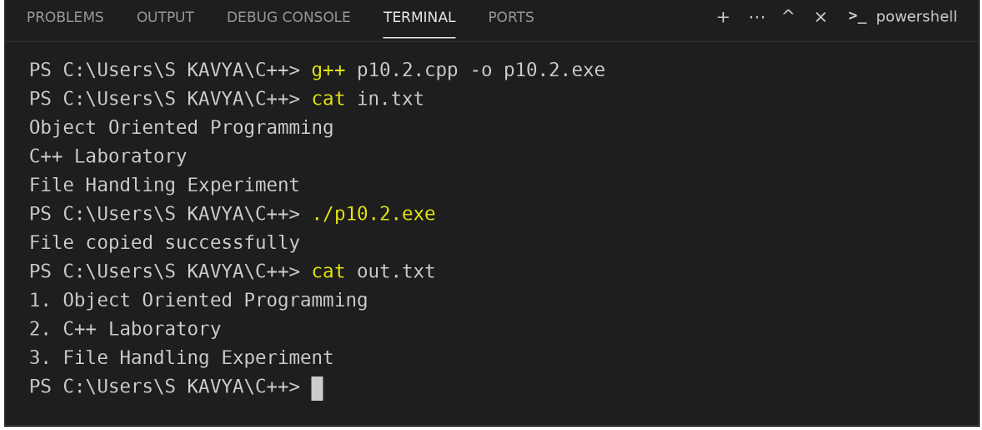 PROBLEMS OUTPUT DEBUG CONSOLE TERMINAL PORTS + ... ^ × >_ powershell
PS C:\Users\S KAVYA\C++> g++ p10.2.cpp -o p10.2.exe
PS C:\Users\S KAVYA\C++> cat in.txt
Object Oriented Programming
C++ Laboratory
File Handling Experiment
PS C:\Users\S KAVYA\C++> ./p10.2.exe
File copied successfully
PS C:\Users\S KAVYA\C++> cat out.txt
1. Object Oriented Programming
2. C++ Laboratory
3. File Handling Experiment
PS C:\Users\S KAVYA\C++>